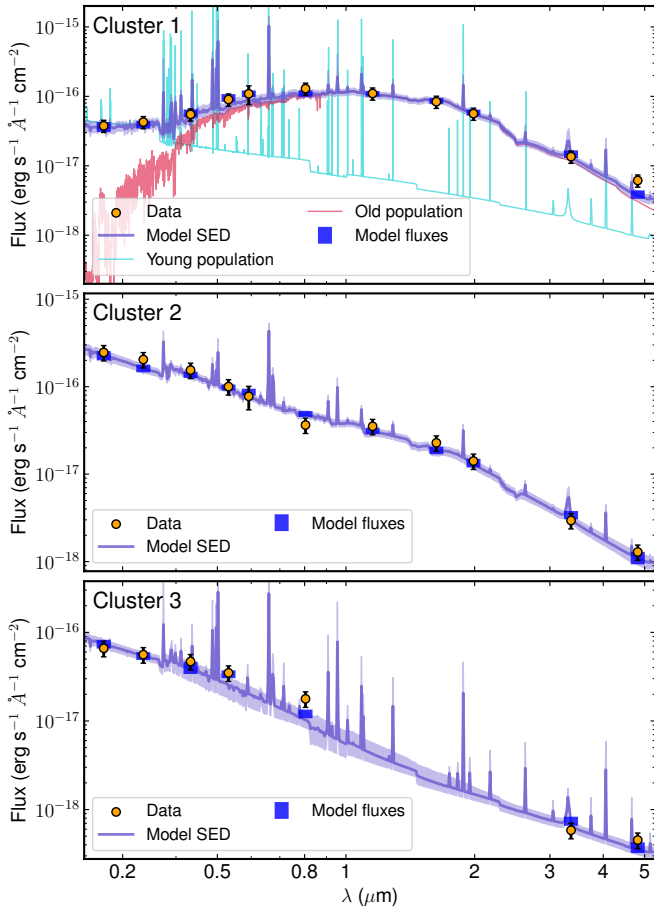 Cluster 1
10⁻¹⁵
10⁻¹⁶
10⁻¹⁷
10⁻¹⁸
Flux (erg s⁻¹ Å⁻¹ cm⁻²)
Data
Model SED
Young population
Old population
Model fluxes
Cluster 2
10⁻¹⁵
10⁻¹⁶
10⁻¹⁷
10⁻¹⁸
Flux (erg s⁻¹ Å⁻¹ cm⁻²)
Data
Model SED
Model fluxes
Cluster 3
10⁻¹⁶
10⁻¹⁷
10⁻¹⁸
Flux (erg s⁻¹ Å⁻¹ cm⁻²)
Data
Model SED
Model fluxes
0.2 0.3 0.5 0.8 1 2 3 4 5
λ (μm)